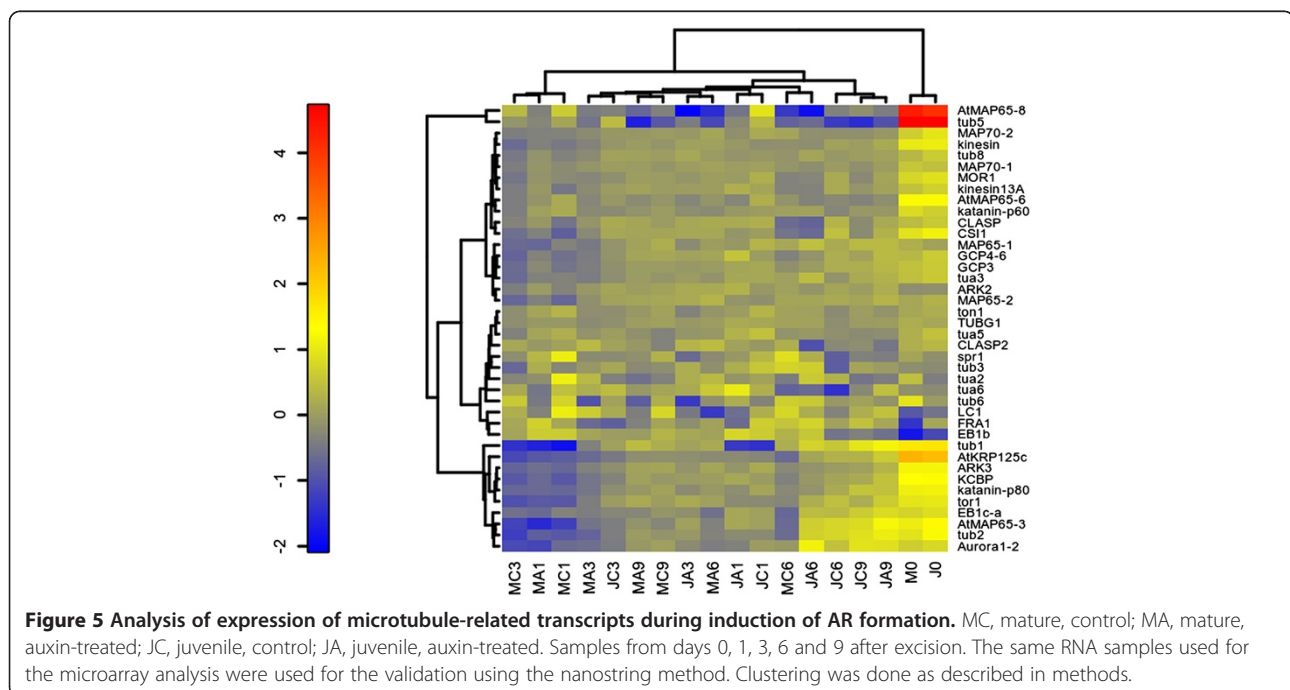 4
3
2
1
0
-1
-2
AtMAP65-8
tub5
MAP70-2
kinesin
tub8
MAP70-1
MOR1
kinesin13A
AtMAP65-6
katanin-p60
CLASP
CSI1
MAP65-1
GCP4-6
GCP3
tua3
ARK2
MAP65-2
ton1
TUBG1
tua5
CLASP2
spr1
tub3
tua2
tua6
tub6
LC1
FRA1
EB1b
tub1
AtKRP125c
ARK3
KCBP
katanin-p80
tor1
EB1c-a
AtMAP65-3
tub2
Aurora1-2
MC3 MA1 MC1 MA3 JC3 MA9 MC9 JA3 MA6 JA1 JC1 MC6 JA6 JC6 JC9 JA9 M0 J0
Figure 5 Analysis of expression of microtubule-related transcripts during induction of AR formation. MC, mature, control; MA, mature,
auxin-treated; JC, juvenile, control; JA, juvenile, auxin-treated. Samples from days 0, 1, 3, 6 and 9 after excision. The same RNA samples used for
the microarray analysis were used for the validation using the nanostring method. Clustering was done as described in methods.